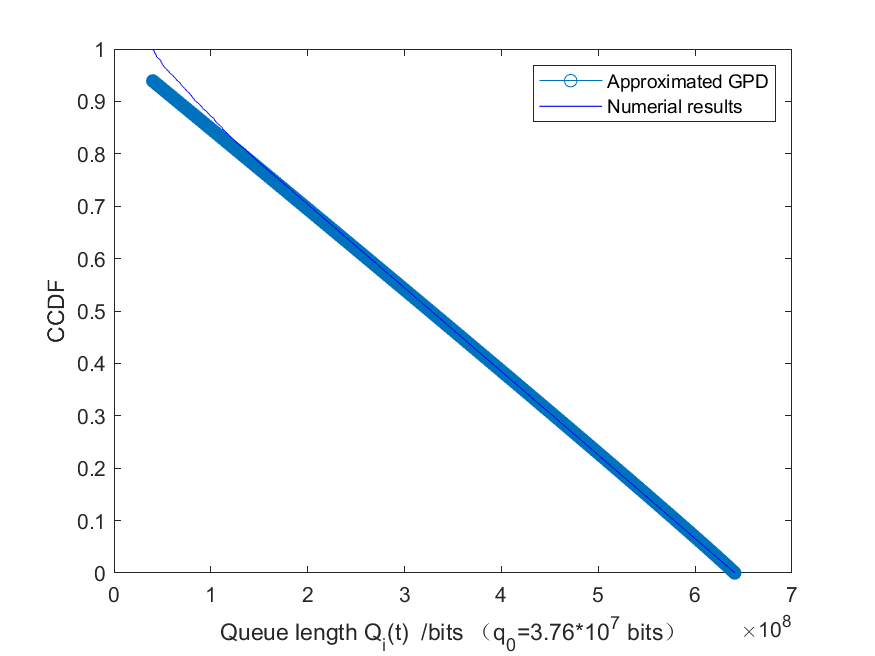 1
0.9
0.8
0.7
0.6
0.5
0.4
0.3
0.2
0.1
0
CCDF
Approximated GPD
Numerial results
0 1 2 3 4 5 6 7
×10^8
Queue length Q_i(t) /bits （q_0=3.76*10^7 bits）